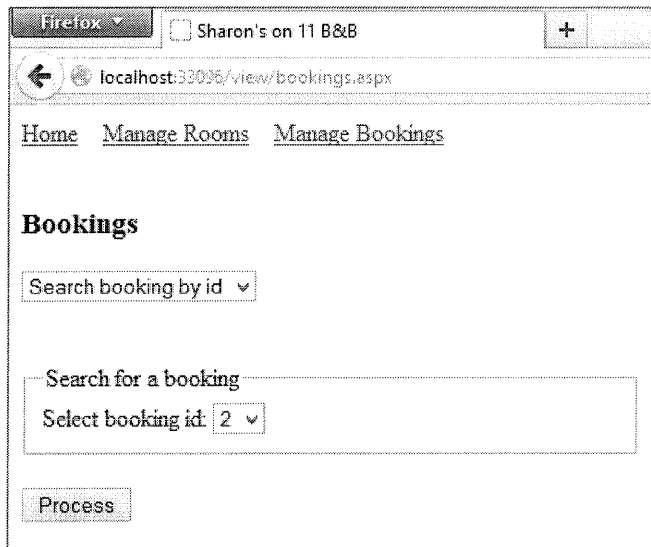 Firefox
Sharon's on 11 B&B
localhost:33096/view/bookings.aspx
Home Manage Rooms Manage Bookings
Bookings
Search booking by id
Search for a booking
Select booking id: 2
Process